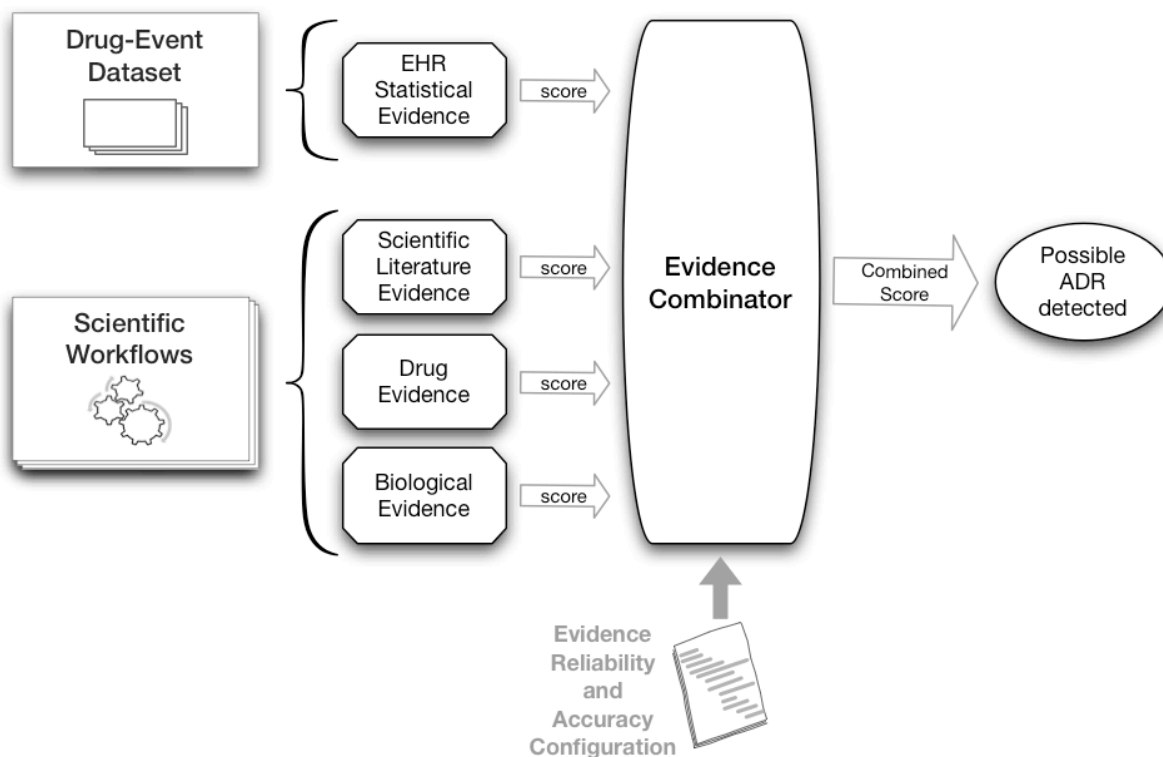 Drug-Event
Dataset
EHR
Statistical
Evidence
score
Scientific
Workflows
Scientific
Literature
Evidence
score
Drug
Evidence
score
Biological
Evidence
score
Evidence
Combinator
Combined
Score
Possible
ADR
detected
Evidence
Reliability
and
Accuracy
Configuration